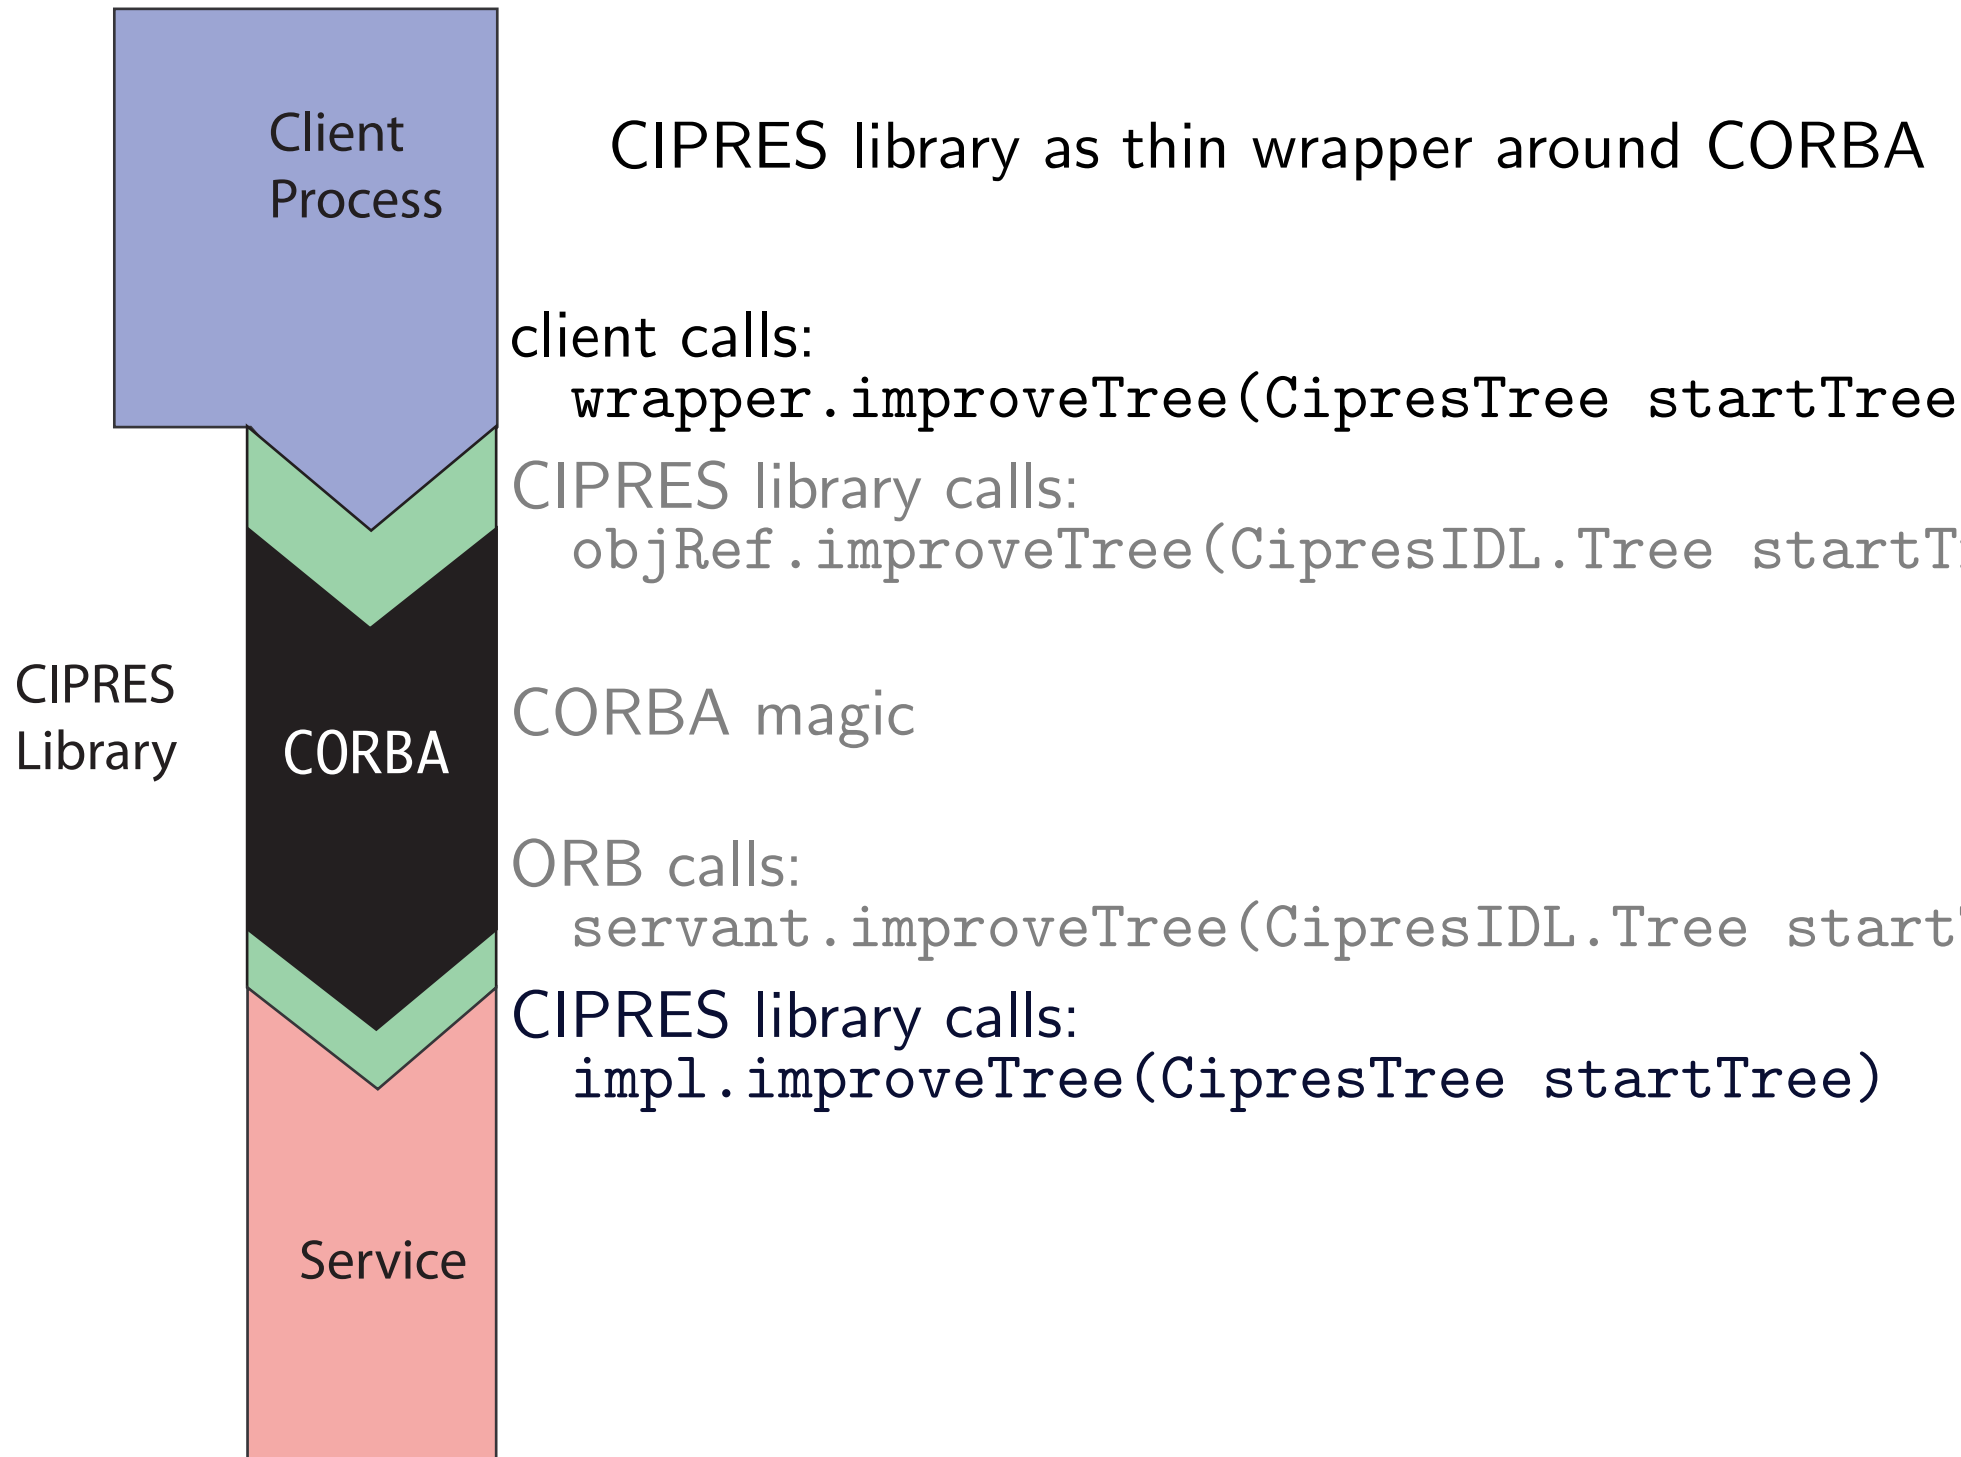 Client
Process
CIPRES library as thin wrapper around CORBA
client calls:
wrapper.improveTree(CipresTree startTree
CIPRES library calls:
objRef.improveTree(CipresIDL.Tree
CIPRES
Library
CORBA
CORBA magic
ORB calls:
servant.improveTree(CipresIDL.Tree start
CIPRES library calls:
impl.improveTree(CipresTree startTree)
Service